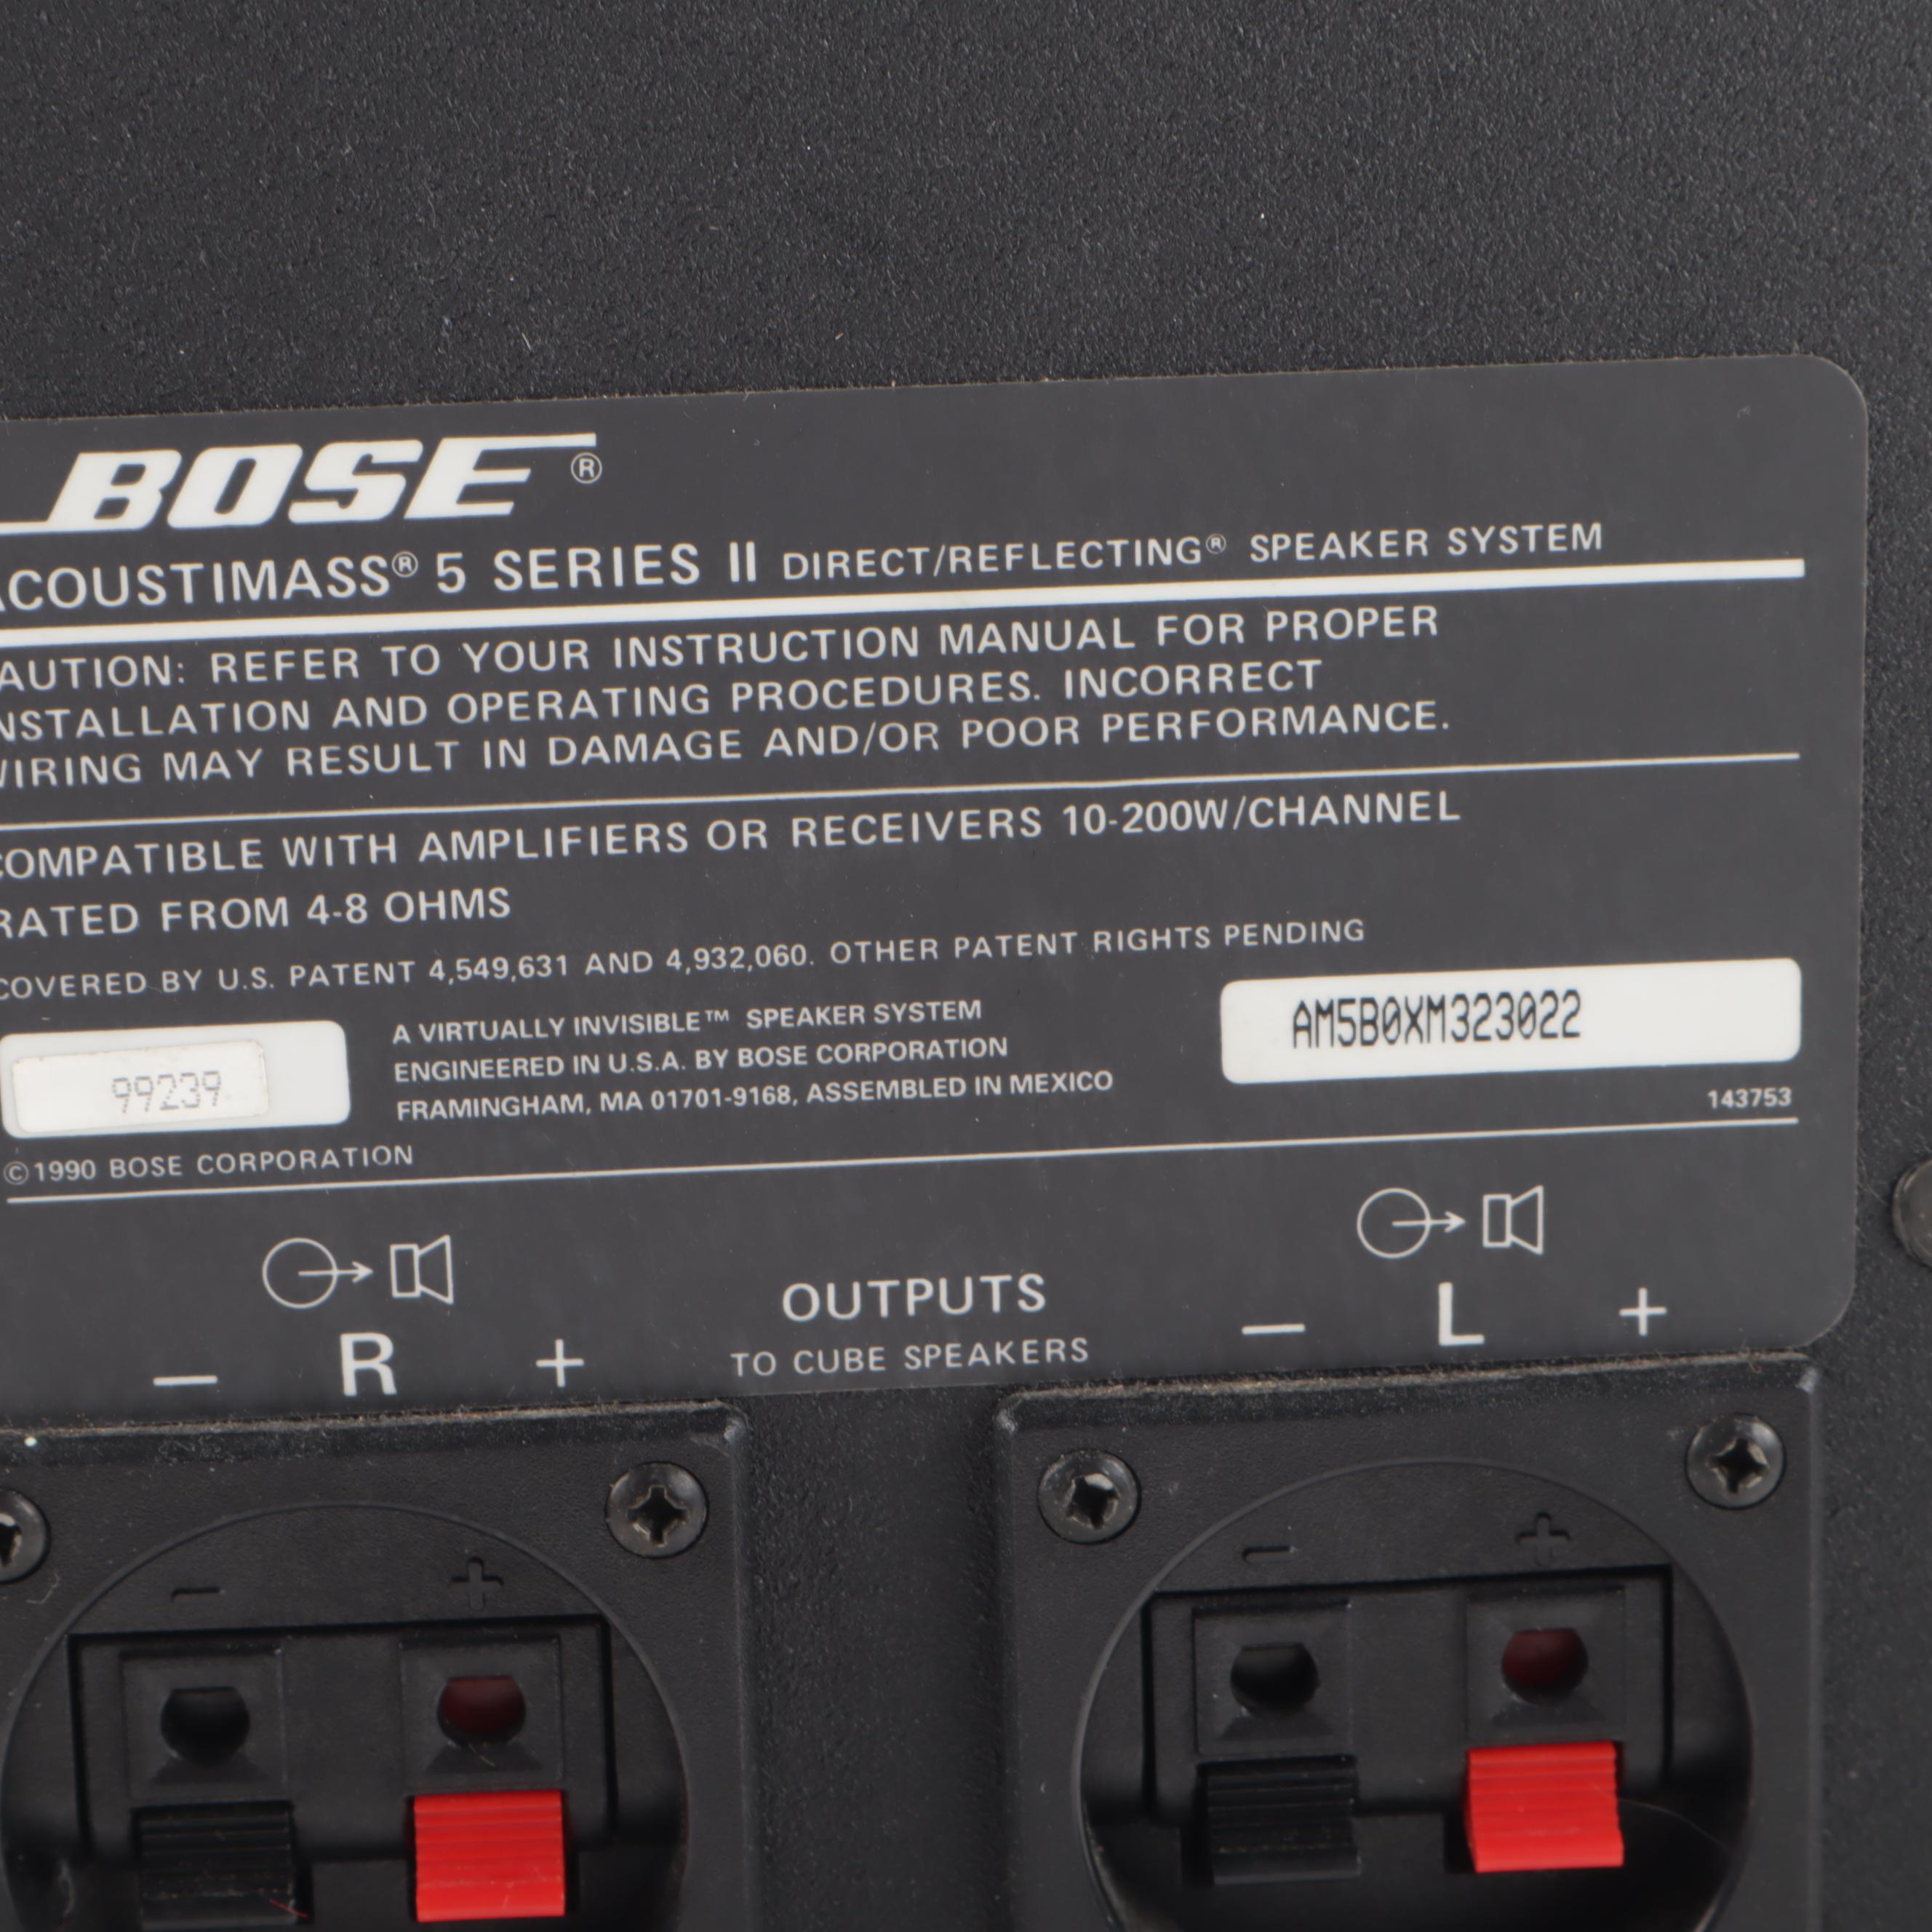 BOSE®
ACOUSTIMASS® 5 SERIES II DIRECT/REFLECTING® SPEAKER SYSTEM
CAUTION: REFER TO YOUR INSTRUCTION MANUAL FOR PROPER
INSTALLATION AND OPERATING PROCEDURES. INCORRECT
WIRING MAY RESULT IN DAMAGE AND/OR POOR PERFORMANCE.
COMPATIBLE WITH AMPLIFIERS OR RECEIVERS 10-200W/CHANNEL
RATED FROM 4-8 OHMS
COVERED BY U.S. PATENT 4,549,631 AND 4,932,060. OTHER PATENT RIGHTS PENDING
99239
A VIRTUALLY INVISIBLE™ SPEAKER SYSTEM
ENGINEERED IN U.S.A. BY BOSE CORPORATION
FRAMINGHAM, MA 01701-9168, ASSEMBLED IN MEXICO
AM5B0XM323022
143753
©1990 BOSE CORPORATION
− R +
OUTPUTS
TO CUBE SPEAKERS
− L +
− +
− +